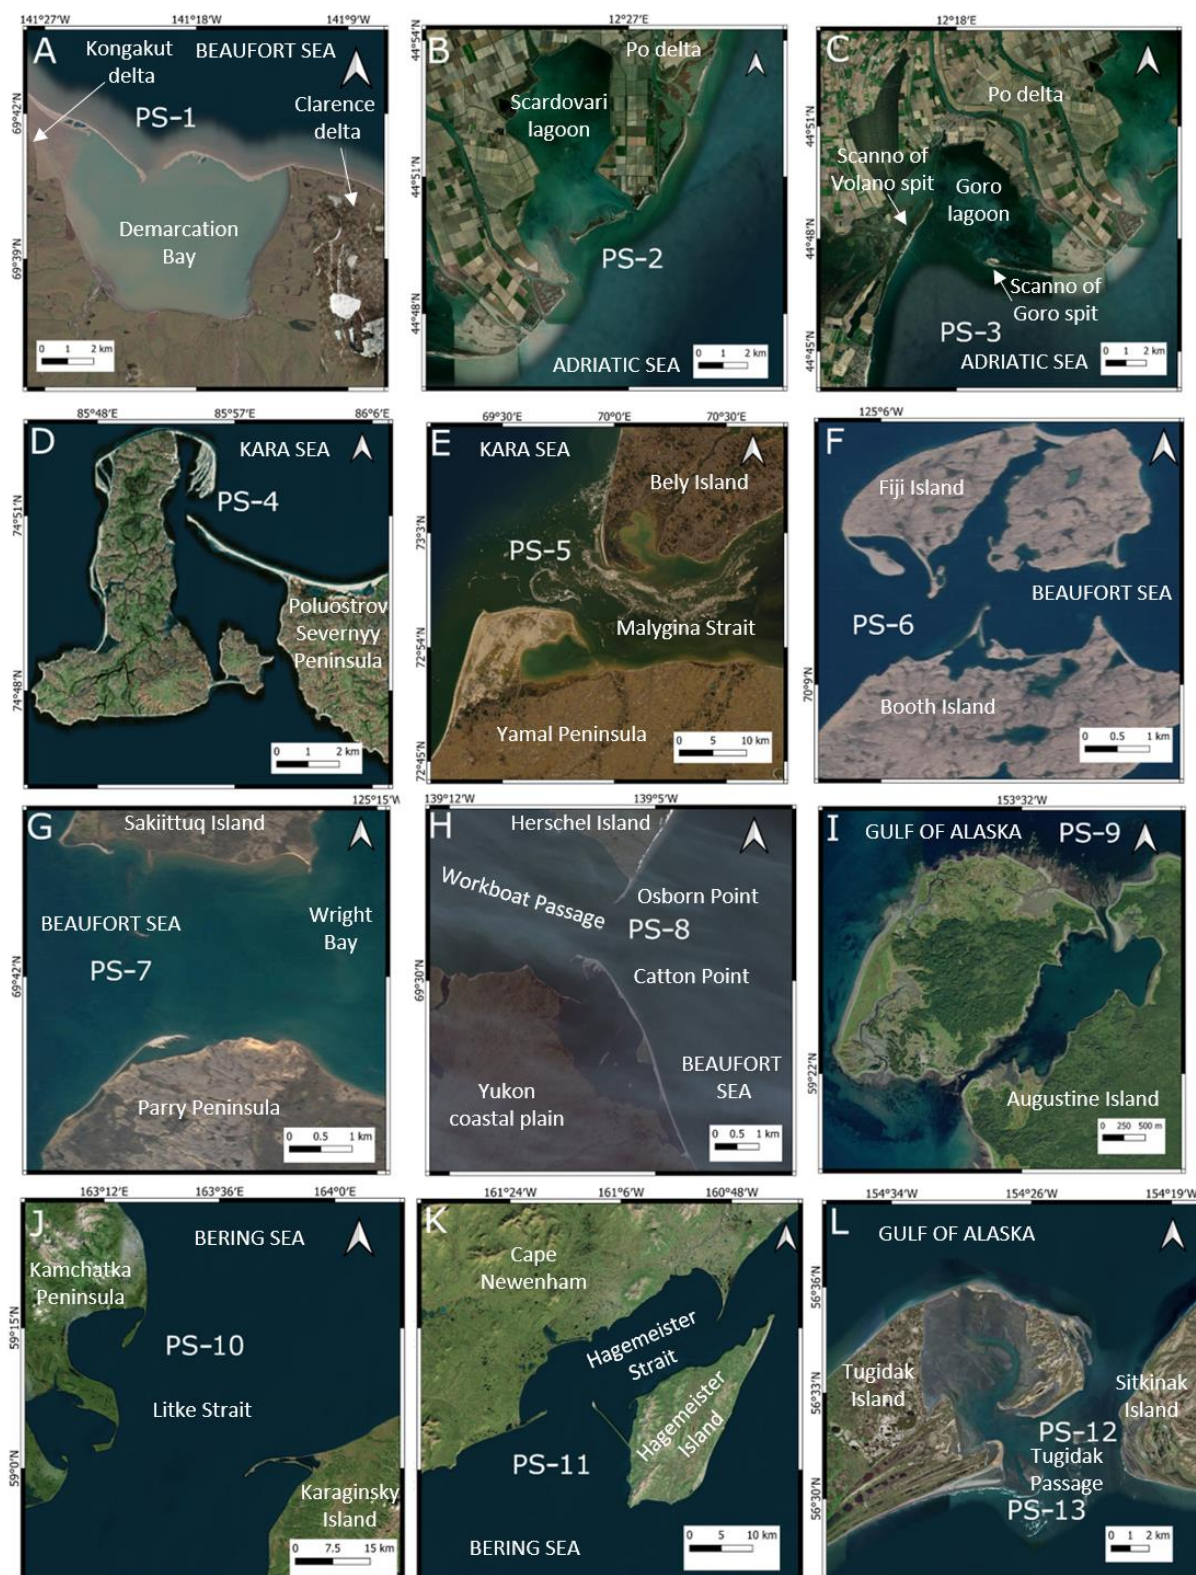 141°27'W
141°18'W
141°9'W
A
Kongakut
delta
BEAUFORT SEA
PS-1
Clarence
delta
69°42'N
Demarcation
Bay
69°39'N
0 1 2 km
12°27'E
B
Po delta
44°54'N
Scardovari
lagoon
44°51'N
PS-2
44°48'N
ADRIATIC SEA
0 1 2 km
12°18'E
C
Po delta
44°51'N
Scanno of
Volano spit
Goro
lagoon
44°48'N
Scanno of
Goro spit
PS-3
44°45'N
ADRIATIC SEA
0 1 2 km
85°48'E
85°57'E
86°6'E
D
KARA SEA
PS-4
74°51'N
Poluostrov
Severnyy
Peninsula
74°48'N
0 1 2 km
69°30'E
70°0'E
70°30'E
E
KARA SEA
Bely Island
73°3'N
PS-5
Malygina Strait
72°54'N
Yamal Peninsula
72°45'N
0 5 10 km
125°6'W
F
Fiji Island
BEAUFORT SEA
PS-6
70°9'N
Booth Island
0 0.5 1 km
125°15'W
G
Sakiittuq Island
BEAUFORT SEA
Wright
Bay
PS-7
69°42'N
Parry Peninsula
0 0.5 1 km
139°12'W
139°5'W
H
Herschel Island
Workboat Passage
Osborn Point
PS-8
Catton Point
69°30'N
BEAUFORT
SEA
Yukon
coastal plain
0 0.5 1 km
153°32'W
I
GULF OF ALASKA
PS-9
59°22'N
Augustine Island
0 250 500 m
163°12'E
163°36'E
164°0'E
J
BERING SEA
Kamchatka
Peninsula
59°15'N
PS-10
Litke Strait
59°0'N
Karaginsky
Island
0 7.5 15 km
161°24'W
161°6'W
160°48'W
K
Cape
Newenham
Hagemeister
Strait
Hagemeister
Island
PS-11
BERING SEA
0 5 10 km
154°34'W
154°26'W
154°19'W
L
GULF OF ALASKA
56°36'N
Tugidak
Island
Sitkinak
Island
56°33'N
PS-12
Tugidak
Passage
56°30'N
PS-13
0 1 2 km